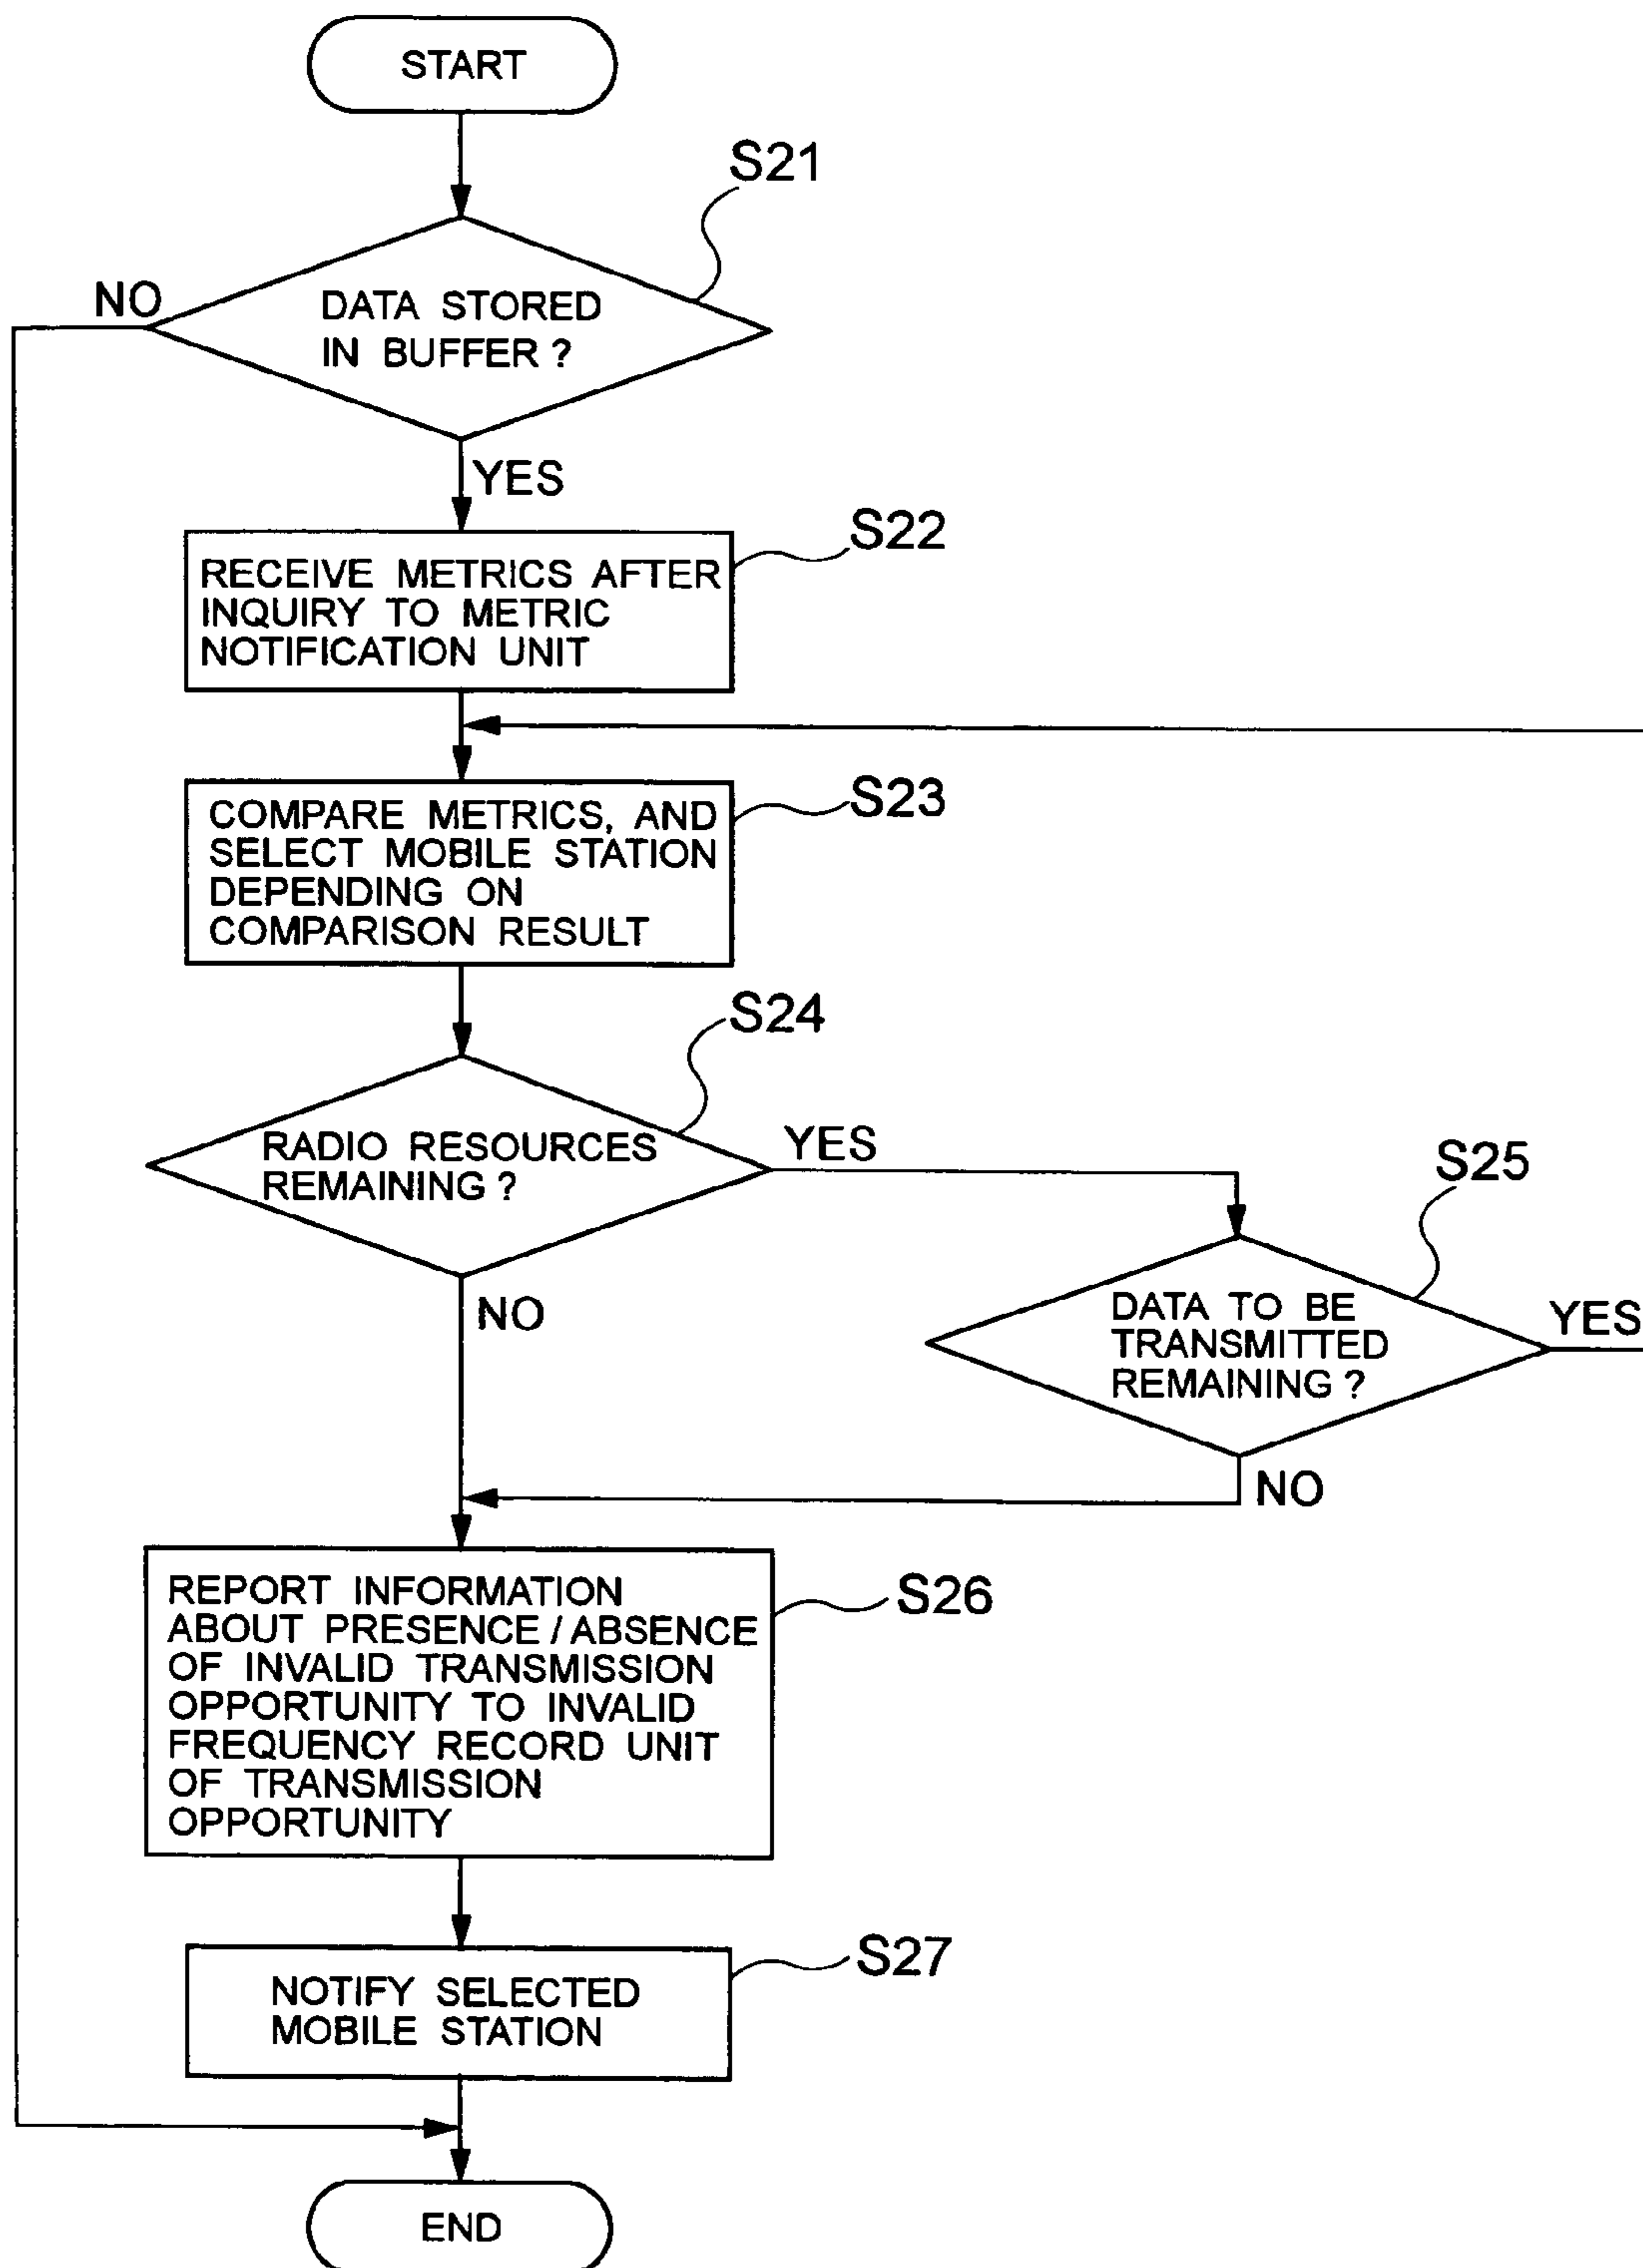 START
S21
NO
DATA STORED
IN BUFFER ?
YES
S22
RECEIVE METRICS AFTER
INQUIRY TO METRIC
NOTIFICATION UNIT
S23
COMPARE METRICS, AND
SELECT MOBILE STATION
DEPENDING ON
COMPARISON RESULT
S24
RADIO RESOURCES
REMAINING ?
YES
S25
NO
DATA TO BE
TRANSMITTED
REMAINING ?
YES
NO
S26
REPORT INFORMATION
ABOUT PRESENCE / ABSENCE
OF INVALID TRANSMISSION
OPPORTUNITY TO INVALID
FREQUENCY RECORD UNIT
OF TRANSMISSION
OPPORTUNITY
S27
NOTIFY SELECTED
MOBILE STATION
END